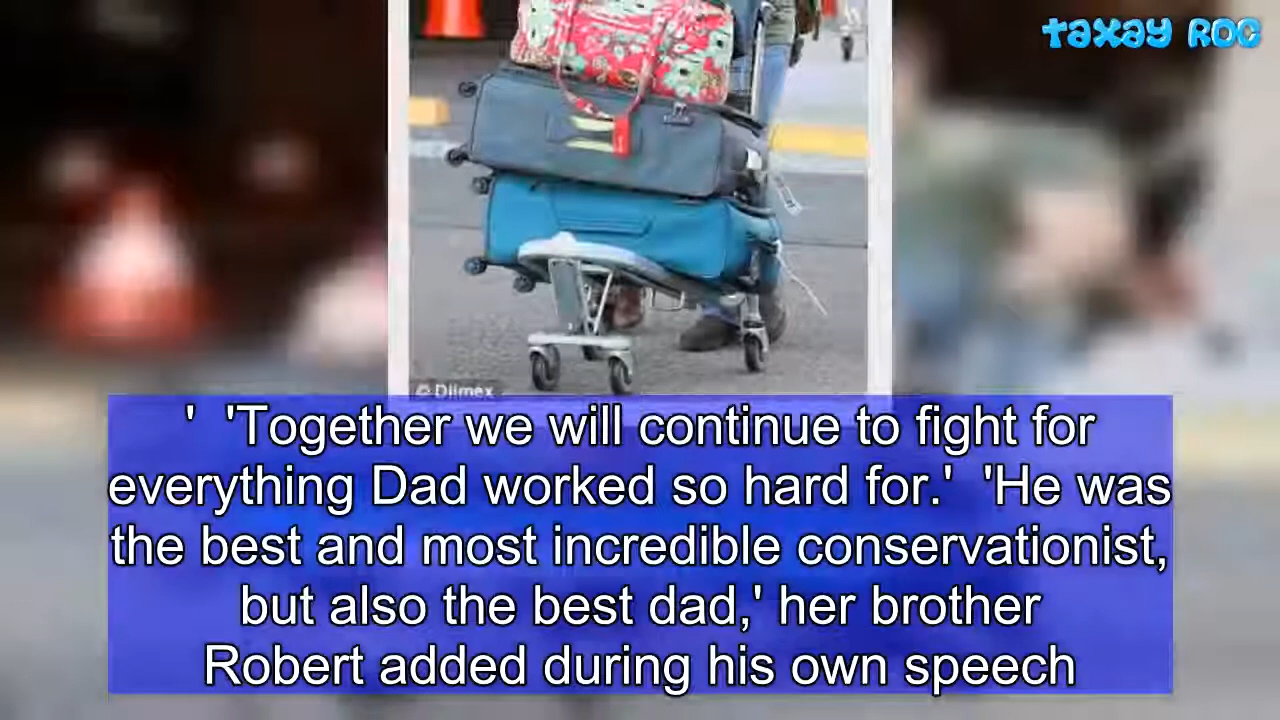 taxay roc
© Diimex
' 'Together we will continue to fight for
everything Dad worked so hard for.' 'He was
the best and most incredible conservationist,
but also the best dad,' her brother
Robert added during his own speech